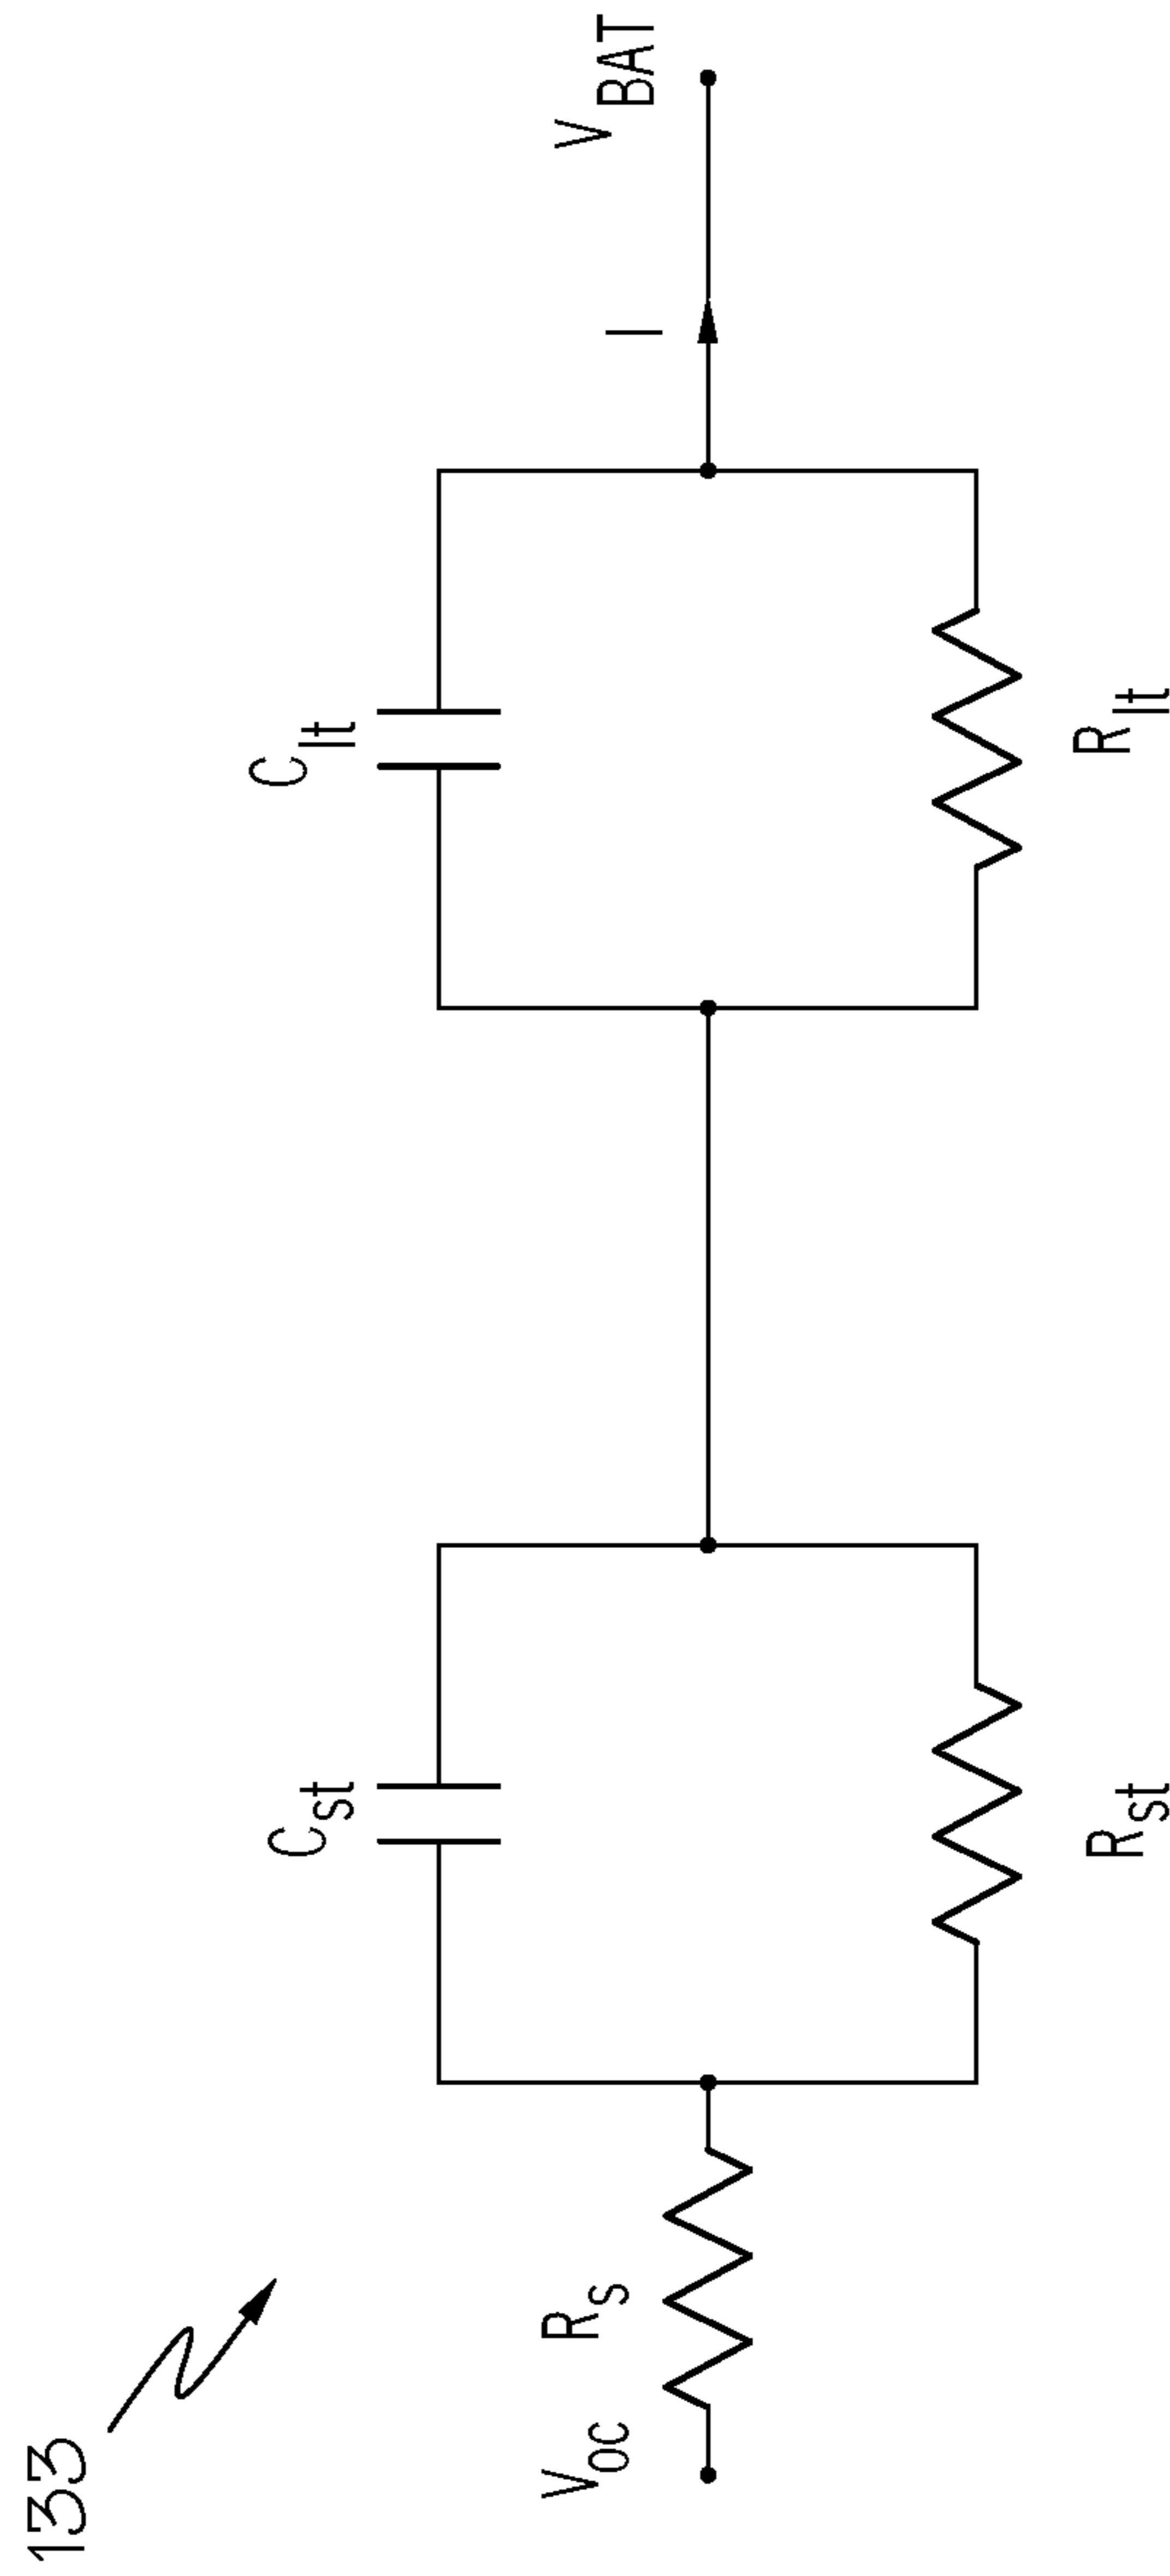 133
V_OC
R_s
C_st
R_st
C_lt
R_lt
I
V_BAT